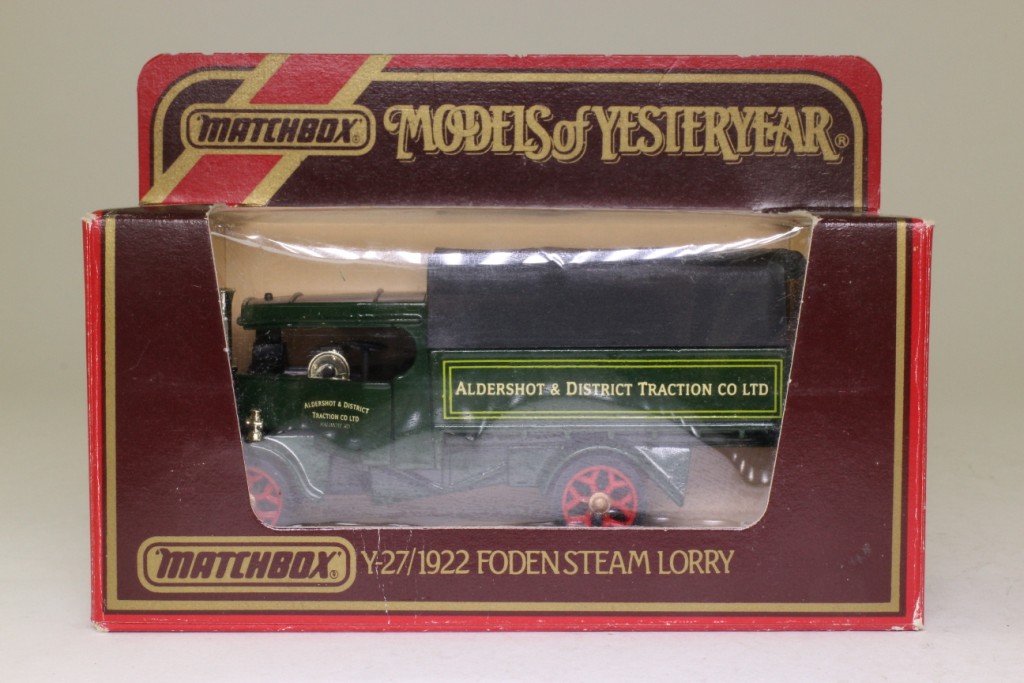 MATCHBOX®
MODELS of YESTERYEAR®
ALDERSHOT & DISTRICT TRACTION CO LTD
ALDERSHOT & DISTRICT
TRACTION CO LTD
MATCHBOX®
Y-27/1922 FODEN STEAM LORRY